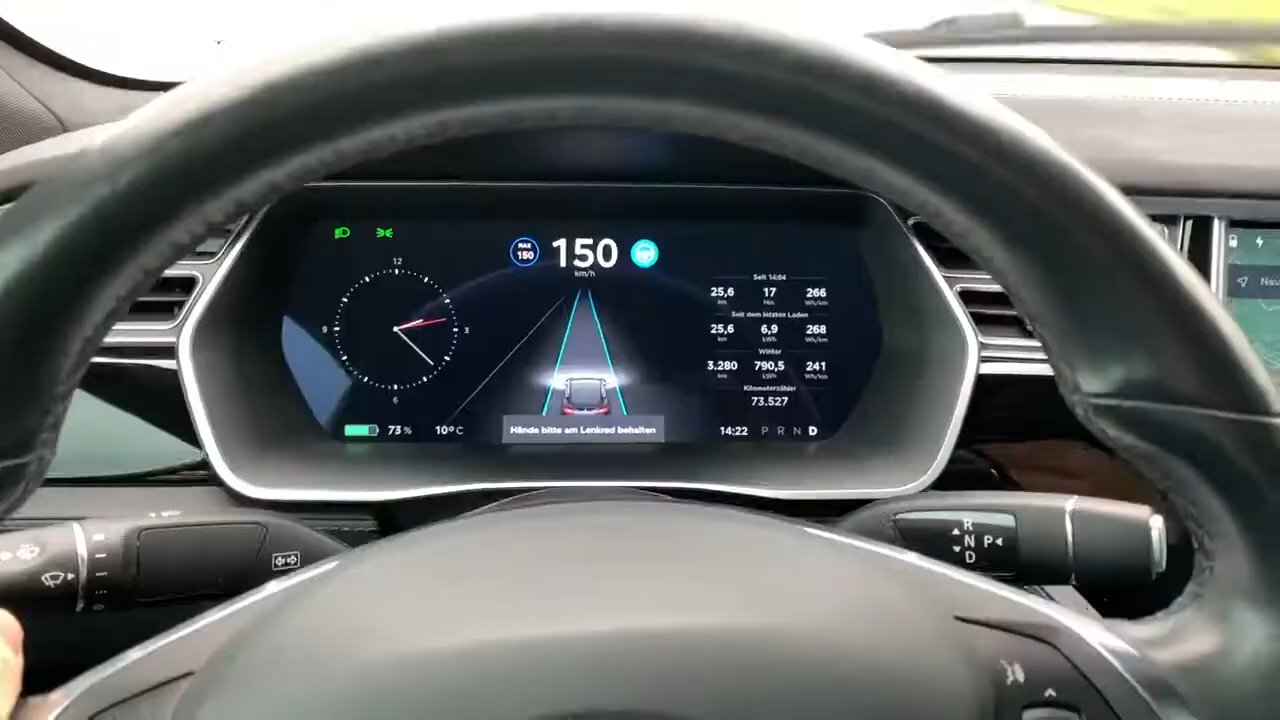 MAX
150
150
km/h
12
9
3
6
Seit 14:04
25,6 17 266
km Min. Wh/km
Seit dem letzten Laden
25,6 6,9 268
km kWh Wh/km
Winter
3.280 790,5 241
km kWh Wh/km
Kilometerzähler
73.527
73 % 10°C
Hände bitte am Lenkrad behalten
14:22 P R N D
R
N P
D